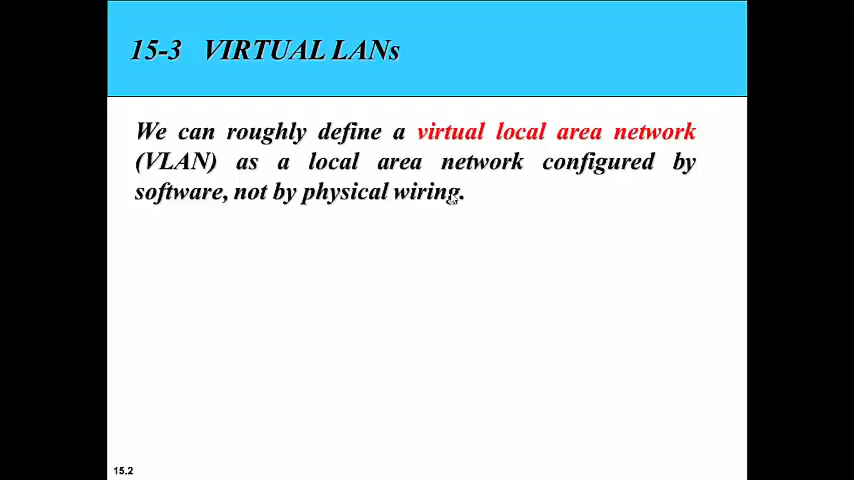 15-3 VIRTUAL LANs
We can roughly define a virtual local area network
(VLAN) as a local area network configured by
software, not by physical wiring.
15.2